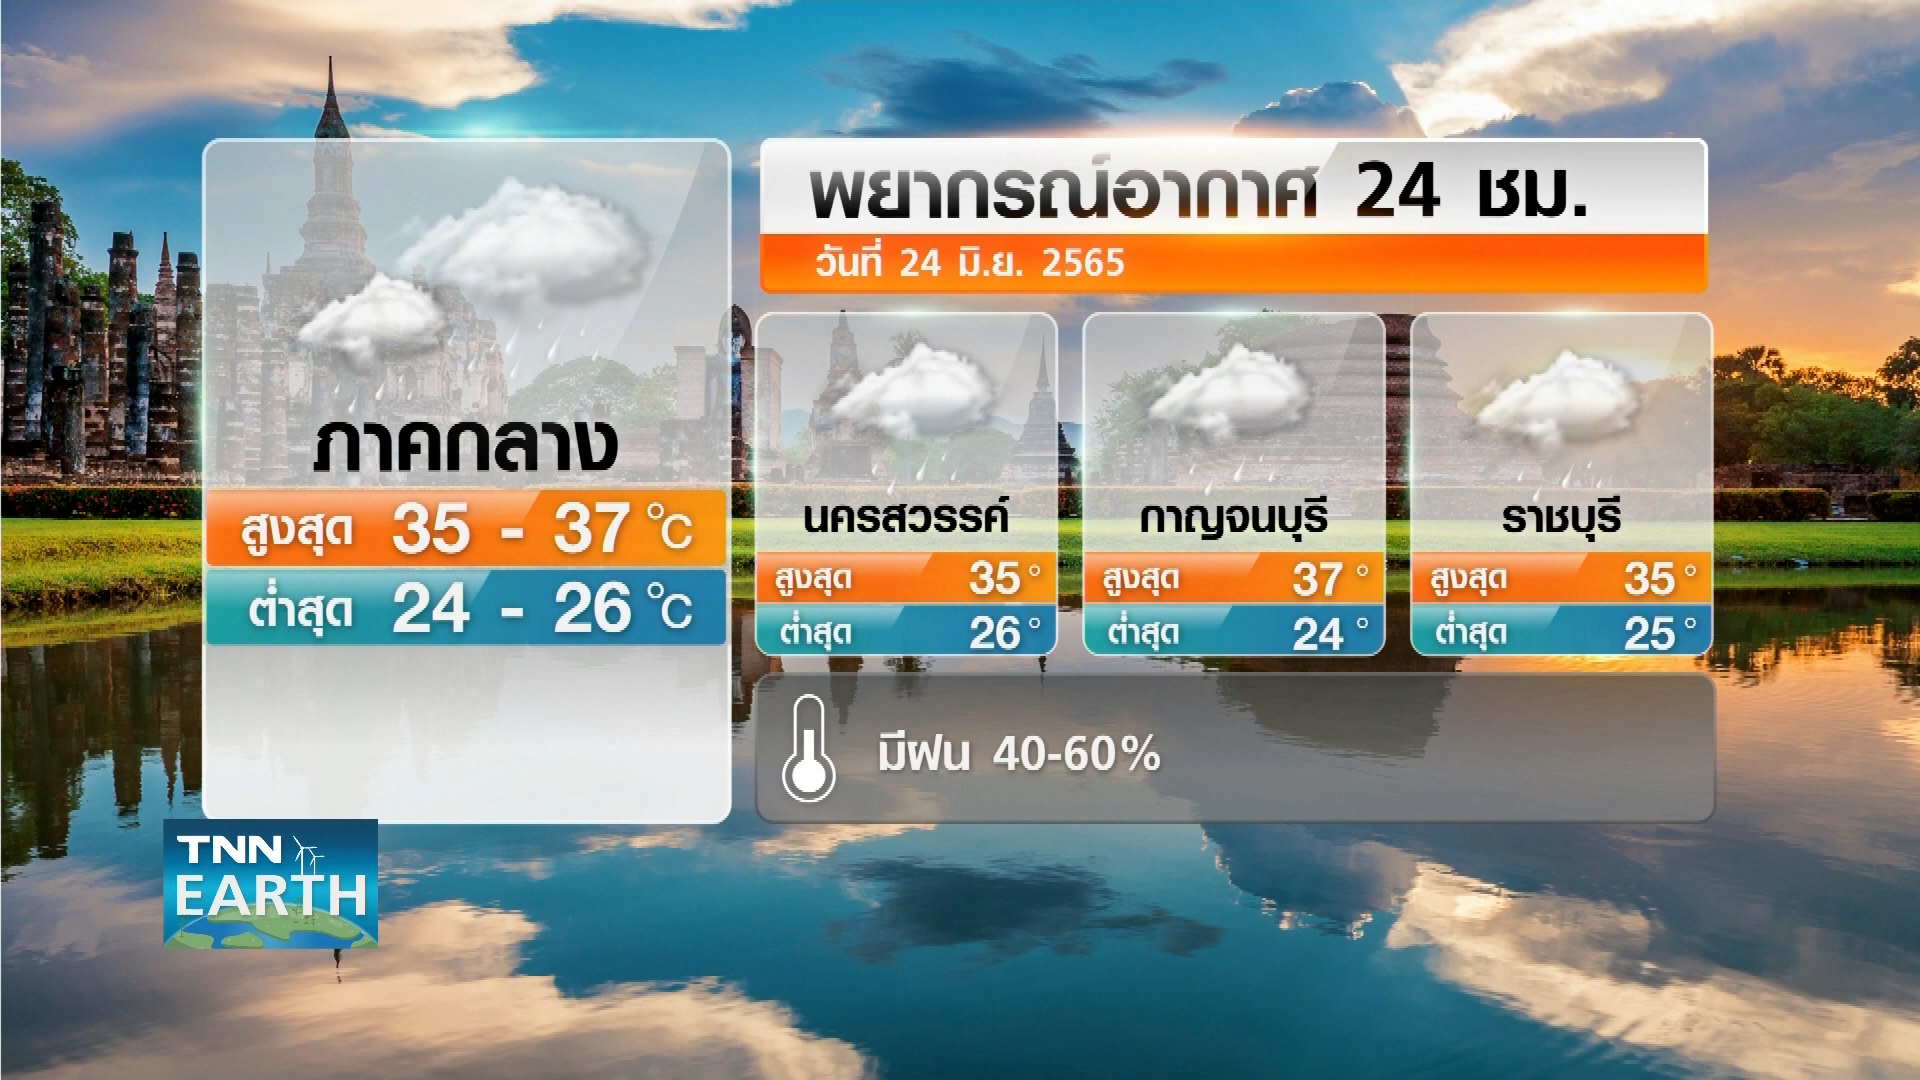 พยากรณ์อากาศ 24 ชม.
วันที่ 24 มิ.ย. 2565
ภาคกลาง
สูงสุด 35 - 37 °C
ต่ำสุด 24 - 26 °C
นครสวรรค์
สูงสุด 35°
ต่ำสุด 26°
กาญจนบุรี
สูงสุด 37°
ต่ำสุด 24°
ราชบุรี
สูงสุด 35°
ต่ำสุด 25°
มีฝน 40-60%
TNN
EARTH